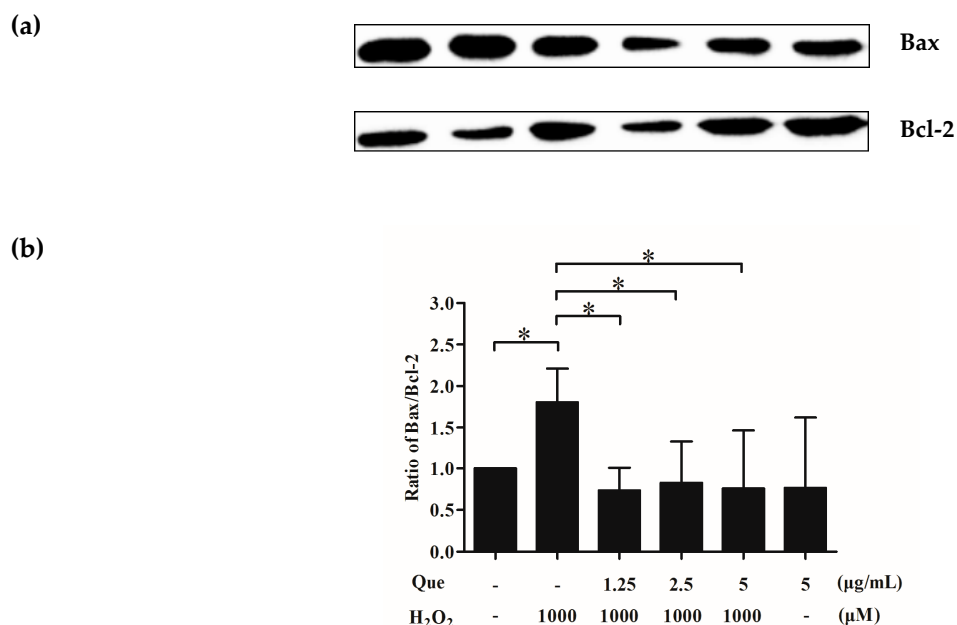 (a)
Bax
Bcl-2
(b)
*
*
*
*
3.0
2.5
2.0
1.5
1.0
0.5
0.0
Ratio of Bax/Bcl-2
Que - - 1.25 2.5 5 5 (µg/mL)
H₂O₂ - 1000 1000 1000 1000 - (µM)